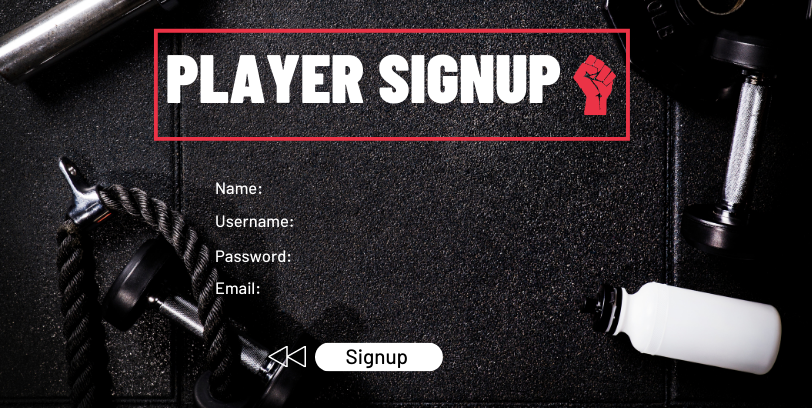 PLAYER SIGNUP
Name:
Username:
Password:
Email:
Signup